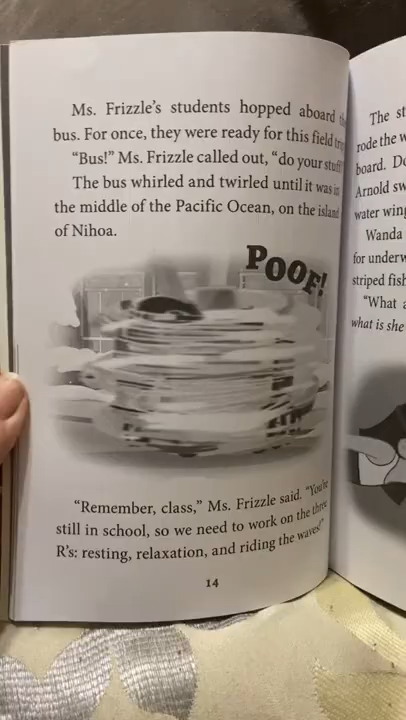 Ms. Frizzle's students hopped aboard
bus. For once, they were ready for this field
"Bus!" Ms. Frizzle called out, "do your stuff
The bus whirled and twirled until it was in
the middle of the Pacific Ocean, on the island
of Nihoa.
POOF!
"Remember, class," Ms. Frizzle said. "You're
still in school, so we need to work on the three
R's: resting, relaxation, and riding the waves!"
14
The
rode the
board.
Arnold
water
Wanda
for
striped fish
"What
what is she